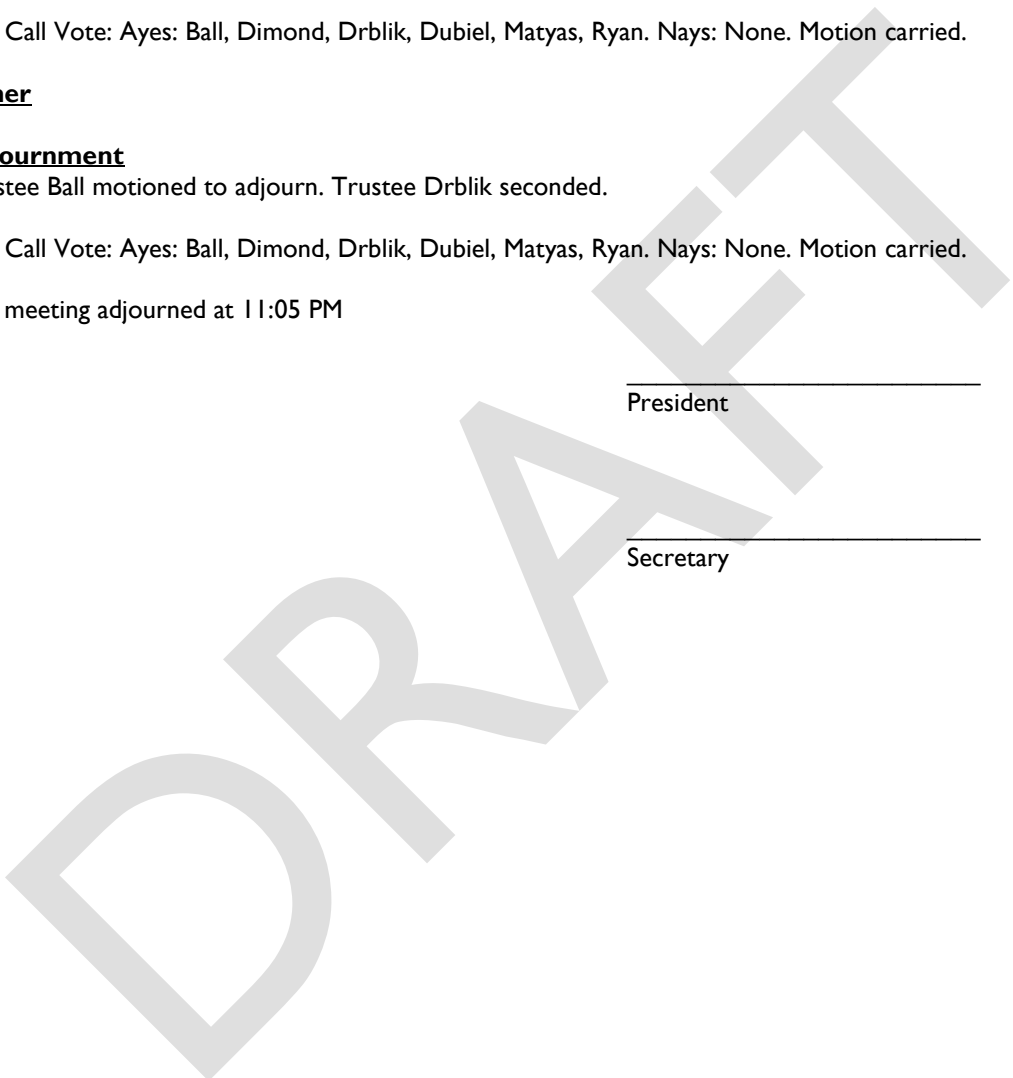 Call Vote: Ayes: Ball, Dimond, Drblik, Dubiel, Matyas, Ryan. Nays: None. Motion carried.
ner
ournment
stee Ball motioned to adjourn. Trustee Drblik seconded.
Call Vote: Ayes: Ball, Dimond, Drblik, Dubiel, Matyas, Ryan. Nays: None. Motion carried.
meeting adjourned at 11:05 PM
President
Secretary
DRAFT